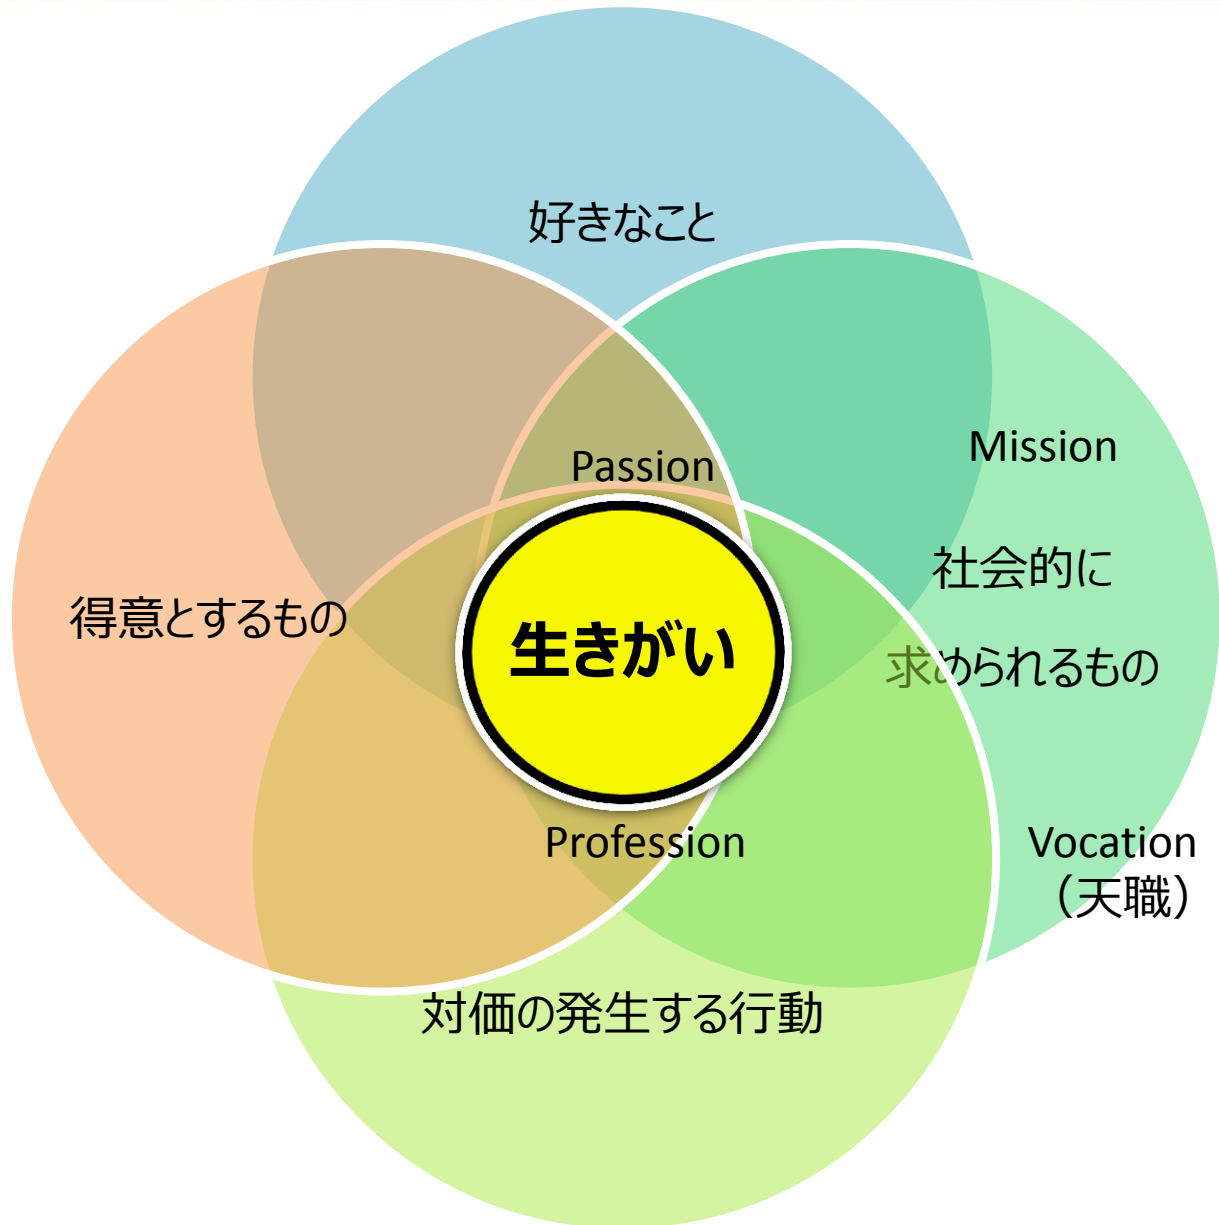 好きなこと
Passion
Mission
社会的に
求められるもの
得意とするもの
生きがい
Profession
Vocation
（天職）
対価の発生する行動